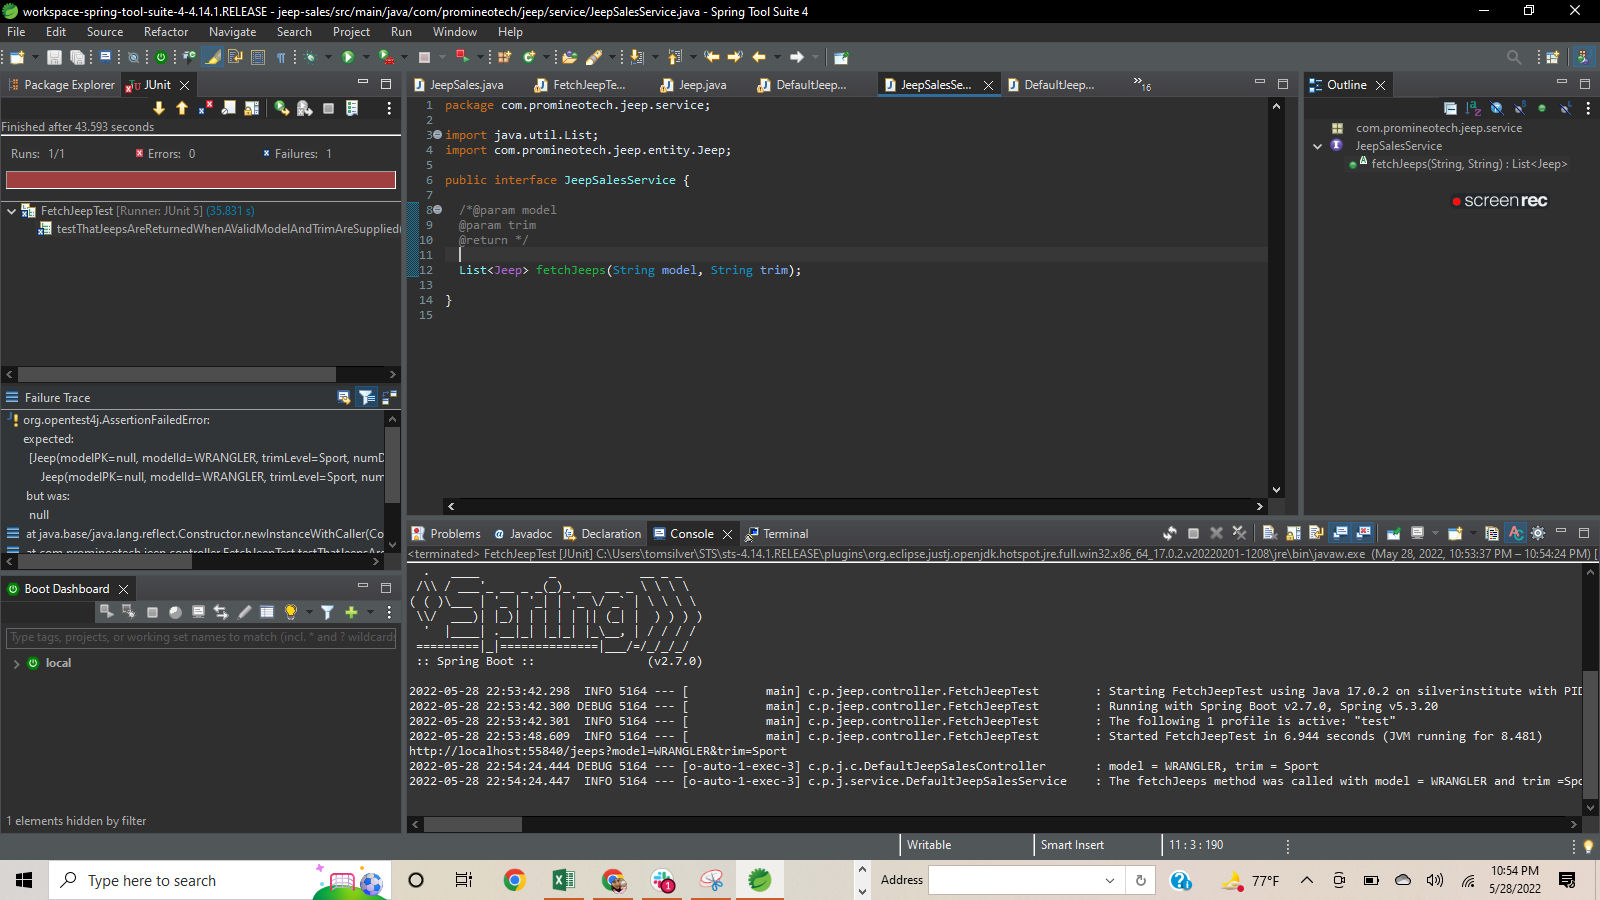 workspace-spring-tool-suite-4-4.14.1.RELEASE - jeep-sales/src/main/java/com/promineotech/jeep/service/JeepSalesService.java - Spring Tool Suite 4
File Edit Source Refactor Navigate Search Project Run Window Help
Package Explorer JUnit
Finished after 43.593 seconds
Runs: 1/1 Errors: 0 Failures: 1
FetchJeepTest [Runner: JUnit 5] (35.831 s)
testThatJeepsAreReturnedWhenAValidModelAndTrimAreSupplied(
Failure Trace
org.opentest4j.AssertionFailedError:
expected:
[Jeep(modelPK=null, modelId=WRANGLER, trimLevel=Sport, numD
Jeep(modelPK=null, modelId=WRANGLER, trimLevel=Sport, num
but was:
null
at java.base/java.lang.reflect.Constructor.newInstanceWithCaller(Co
at com.promineotech.jeep.controller.FetchJeepTest.testThatJeepsAre
Boot Dashboard
Type tags, projects, or working set names to match (incl. * and ? wildcards
local
1 elements hidden by filter
JeepSales.java FetchJeepTe... Jeep.java DefaultJeep... JeepSalesSe... DefaultJeep... »16
1 package com.promineotech.jeep.service;
2
3 import java.util.List;
4 import com.promineotech.jeep.entity.Jeep;
5
6 public interface JeepSalesService {
7
8 /*@param model
9 @param trim
10 @return */
11
12 List<Jeep> fetchJeeps(String model, String trim);
13
14 }
15
Outline
com.promineotech.jeep.service
JeepSalesService
fetchJeeps(String, String) : List<Jeep>
screenrec
Problems Javadoc Declaration Console Terminal
<terminated> FetchJeepTest [JUnit] C:\Users\tomsilver\STS\sts-4.14.1.RELEASE\plugins\org.eclipse.justj.openjdk.hotspot.jre.full.win32.x86_64_17.0.2.v20220201-1208\jre\bin\javaw.exe (May 28, 2022, 10:53:37 PM – 10:54:24 PM) [
:: Spring Boot :: (v2.7.0)
2022-05-28 22:53:42.298 INFO 5164 --- [ main] c.p.jeep.controller.FetchJeepTest : Starting FetchJeepTest using Java 17.0.2 on silverinstitute with PID
2022-05-28 22:53:42.300 DEBUG 5164 --- [ main] c.p.jeep.controller.FetchJeepTest : Running with Spring Boot v2.7.0, Spring v5.3.20
2022-05-28 22:53:42.301 INFO 5164 --- [ main] c.p.jeep.controller.FetchJeepTest : The following 1 profile is active: "test"
2022-05-28 22:53:48.609 INFO 5164 --- [ main] c.p.jeep.controller.FetchJeepTest : Started FetchJeepTest in 6.944 seconds (JVM running for 8.481)
http://localhost:55840/jeeps?model=WRANGLER&trim=Sport
2022-05-28 22:54:24.444 DEBUG 5164 --- [o-auto-1-exec-3] c.p.j.c.DefaultJeepSalesController : model = WRANGLER, trim = Sport
2022-05-28 22:54:24.447 INFO 5164 --- [o-auto-1-exec-3] c.p.j.service.DefaultJeepSalesService : The fetchJeeps method was called with model = WRANGLER and trim =Spo
Writable Smart Insert 11 : 3 : 190
Type here to search
1
Address
77°F
10:54 PM
5/28/2022